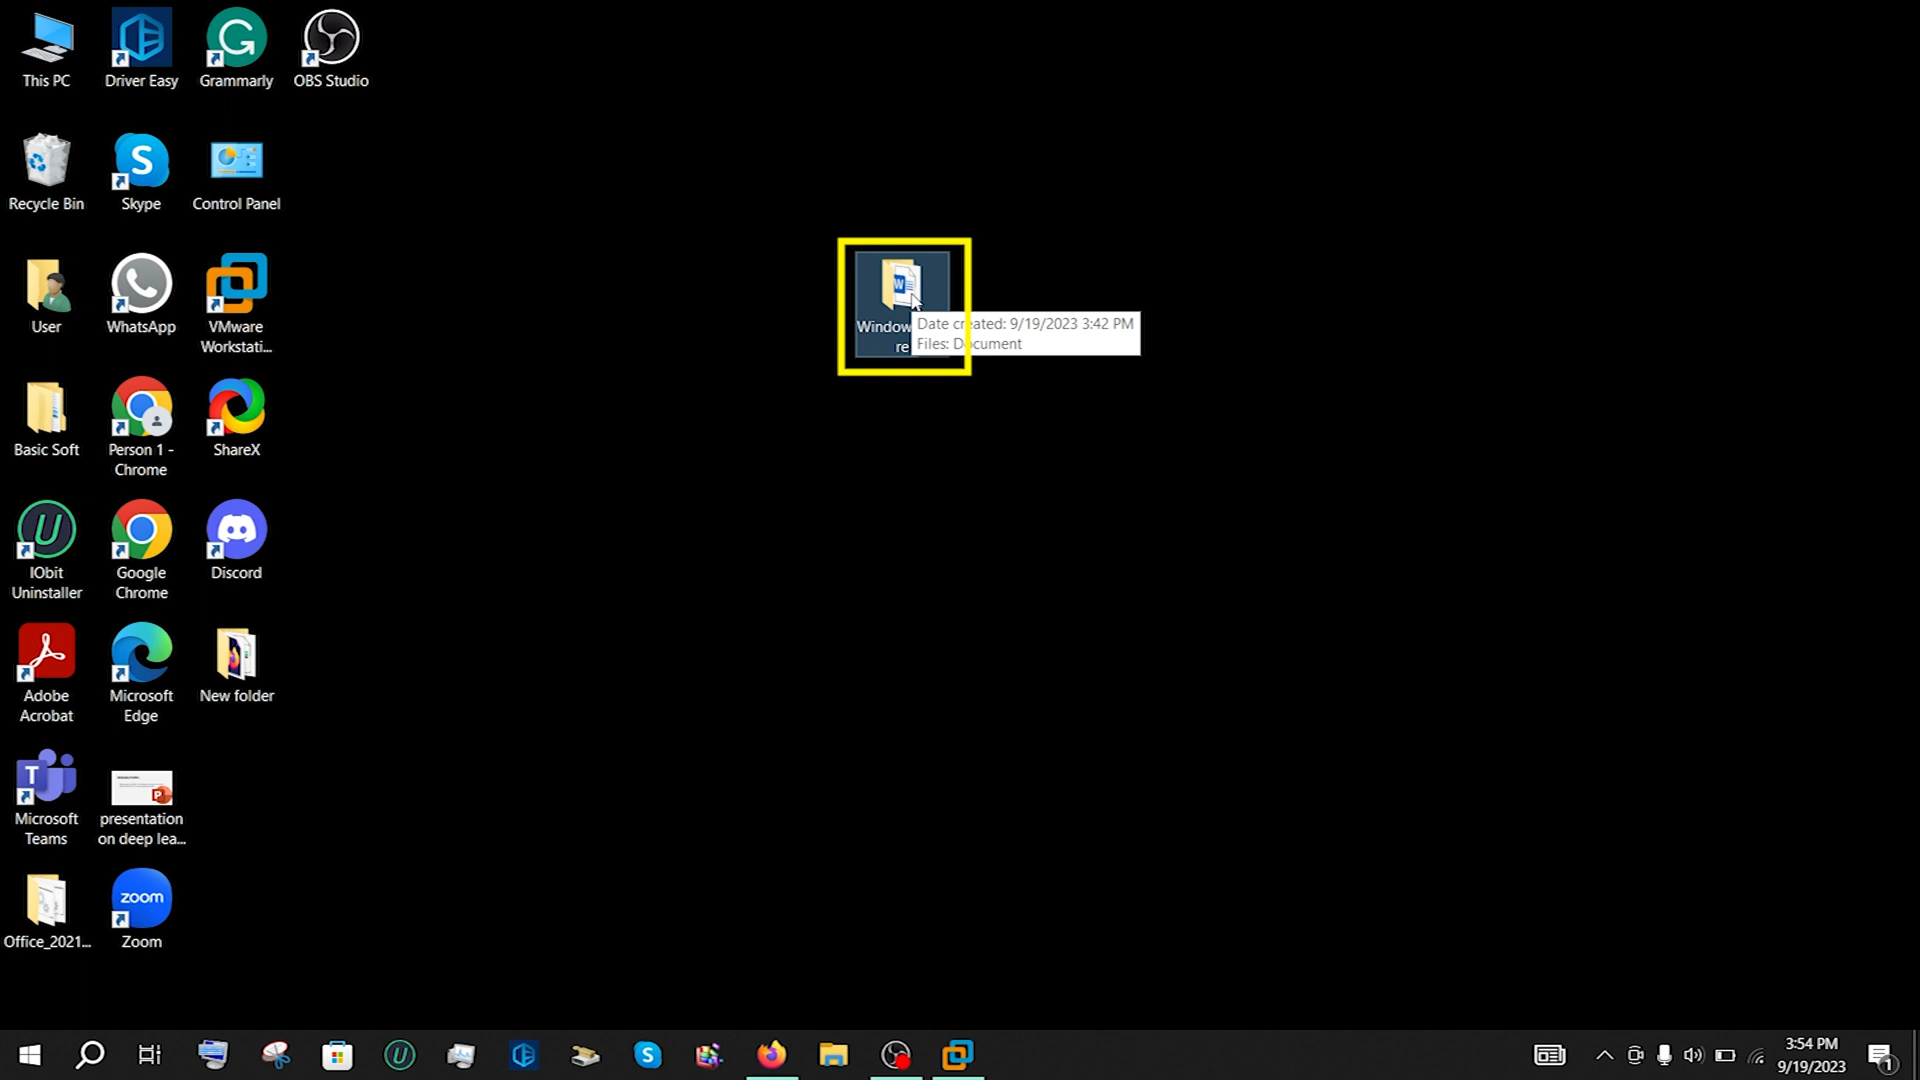 This PC
Driver Easy
Grammarly
OBS Studio
Recycle Bin
Skype
Control Panel
User
WhatsApp
VMware
Workstati...
Window
re
Date created: 9/19/2023 3:42 PM
Files: Document
Basic Soft
Person 1 -
Chrome
ShareX
IObit
Uninstaller
Google
Chrome
Discord
Adobe
Acrobat
Microsoft
Edge
New folder
Microsoft
Teams
presentation
on deep lea...
Office_2021...
zoom
Zoom
3:54 PM
9/19/2023
1